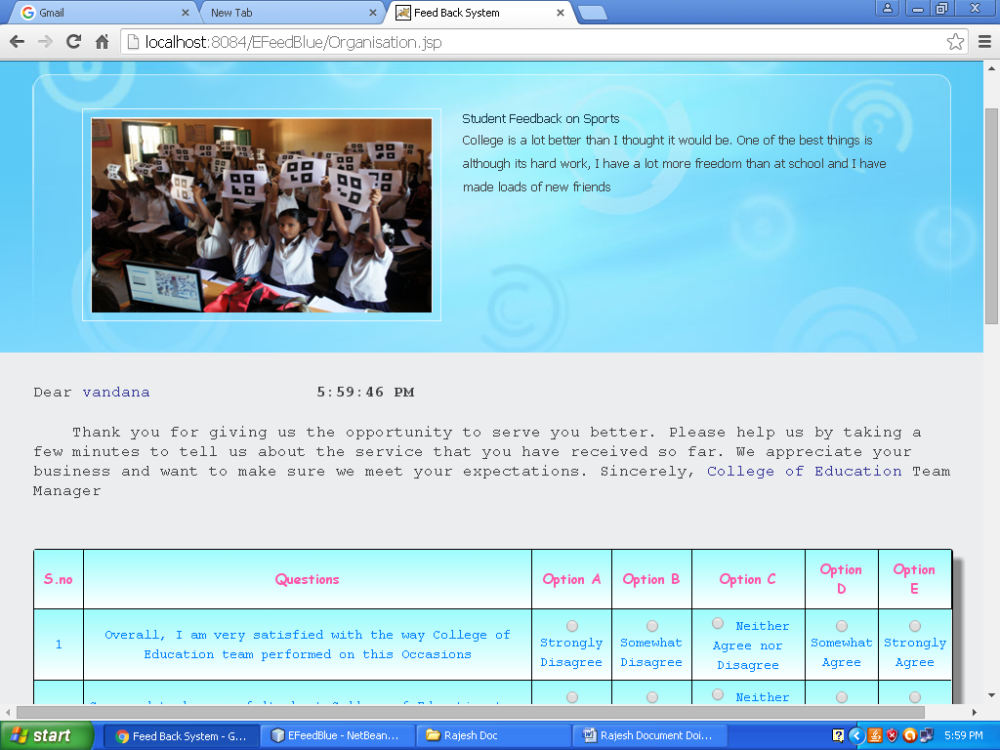 Gmail
New Tab
Feed Back System
localhost:8084/EFeedBlue/Organisation.jsp
Student Feedback on Sports
College is a lot better than I thought it would be. One of the best things is
although its hard work, I have a lot more freedom than at school and I have
made loads of new friends
Dear vandana 5:59:46 PM
Thank you for giving us the opportunity to serve you better. Please help us by taking a
few minutes to tell us about the service that you have received so far. We appreciate your
business and want to make sure we meet your expectations. Sincerely, College of Education Team
Manager
S.no Questions Option A Option B Option C Option D Option E
1
Overall, I am very satisfied with the way College of
Education team performed on this Occasions
Strongly
Disagree
Somewhat
Disagree
Neither
Agree nor
Disagree
Somewhat
Agree
Strongly
Agree
Neither
start
Feed Back System - G...
EFeedBlue - NetBean...
Rajesh Doc
Rajesh Document Doi...
5:59 PM